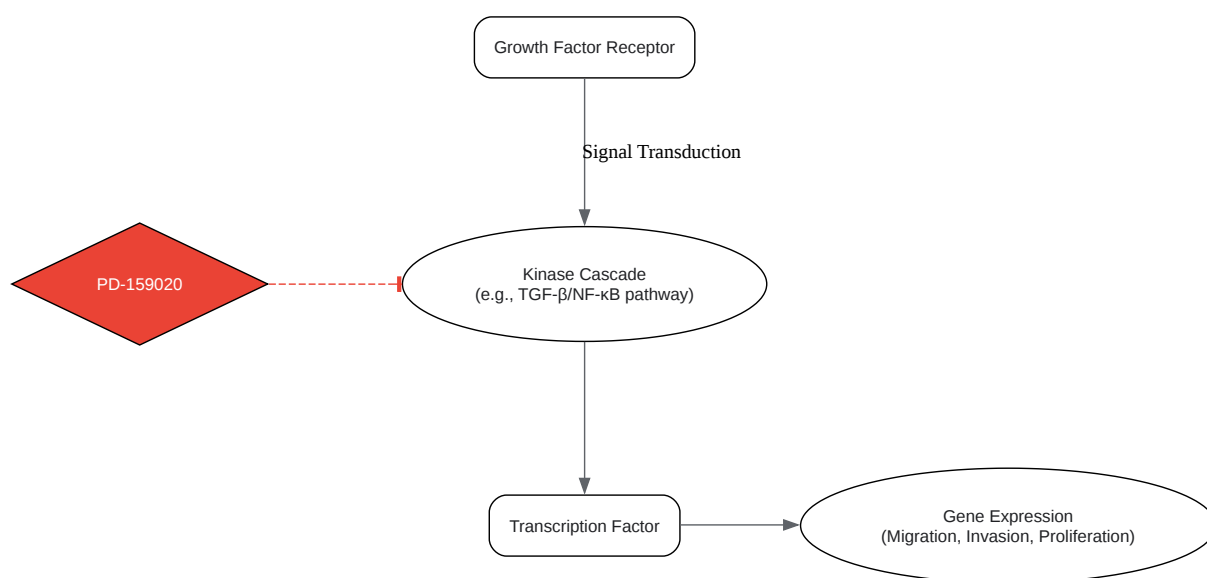 Growth Factor Receptor
Signal Transduction
PD-159020
Kinase Cascade
(e.g., TGF-β/NF-κB pathway)
Transcription Factor
Gene Expression
(Migration, Invasion, Proliferation)